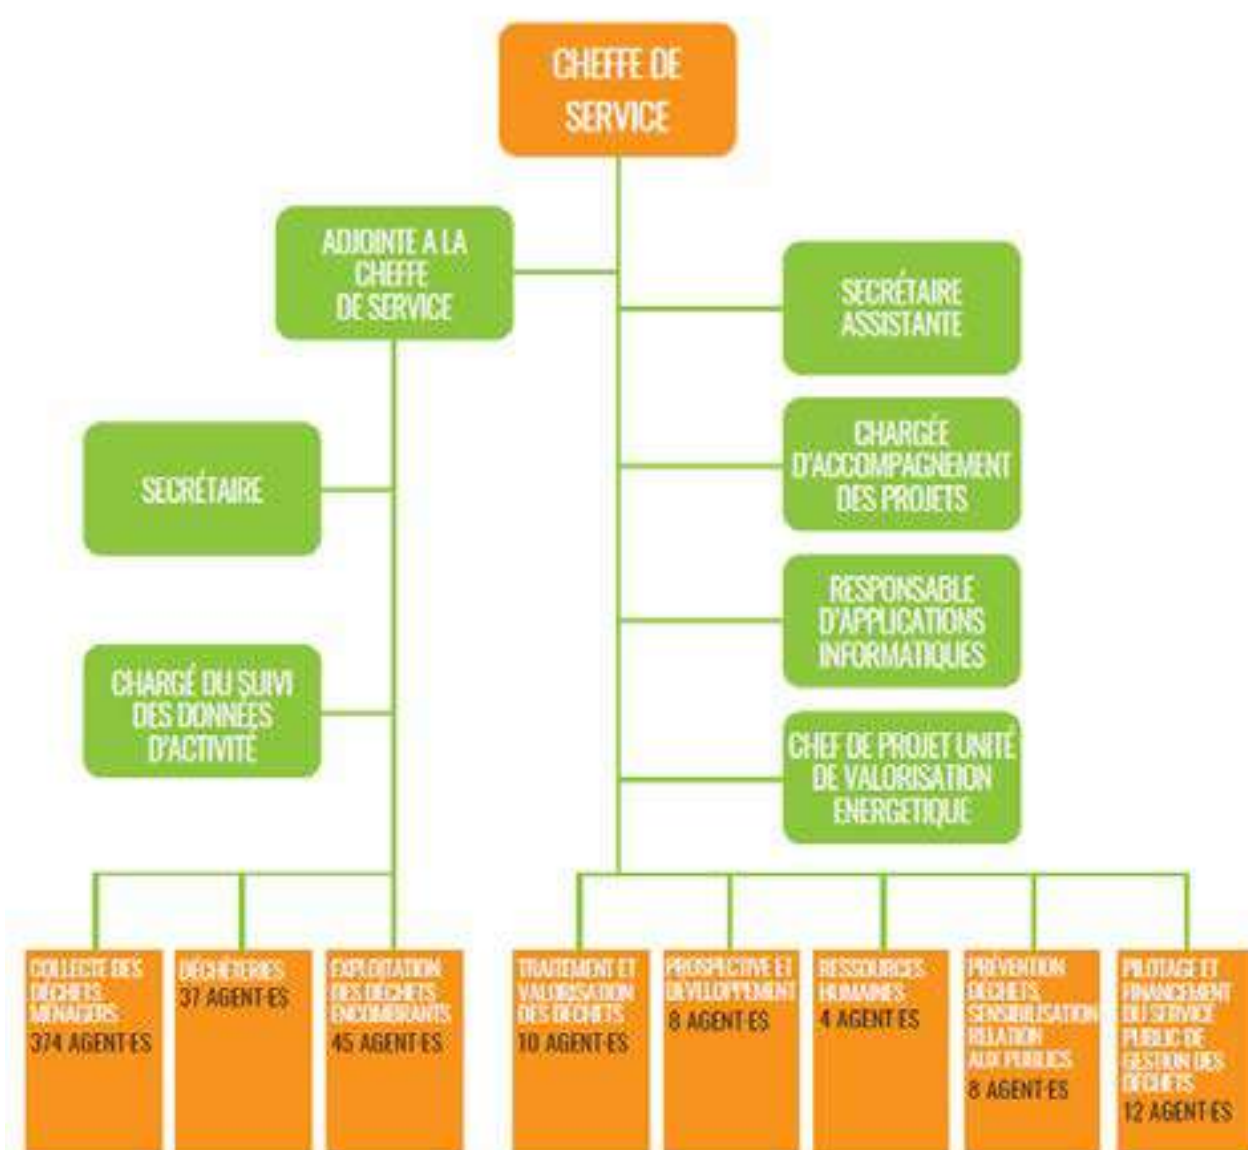 CHEFFE DE
SERVICE
ADJOINTE A LA
CHEFFE
DE SERVICE
SECRÉTAIRE
ASSISTANTE
SECRÉTAIRE
CHARGÉE
D'ACCOMPAGNEMENT
DES PROJETS
RESPONSABLE
D'APPLICATIONS
INFORMATIQUES
CHARGÉ DU SUIVI
DES DONNÉES
D'ACTIVITÉ
CHEF DE PROJET UNITÉ
DE VALORISATION
ENERGETIQUE
COLLECTE DES
DÉCHETS
MÉNAGERS
374 AGENT·ES
DÉCHÈTERIES
37 AGENT·ES
EXPLOITATION
DES DÉCHETS
ENCOMBRANTS
45 AGENT·ES
TRAITEMENT ET
VALORISATION
DES DÉCHETS
10 AGENT·ES
PROSPECTIVE ET
DÉVELOPPEMENT
8 AGENT·ES
RESSOURCES
HUMAINES
4 AGENT·ES
PRÉVENTION
DÉCHETS,
SENSIBILISATION
RELATION
AUX PUBLICS
8 AGENT·ES
PILOTAGE ET
FINANCEMENT
DU SERVICE
PUBLIC DE
GESTION DES
DÉCHETS
12 AGENT·ES